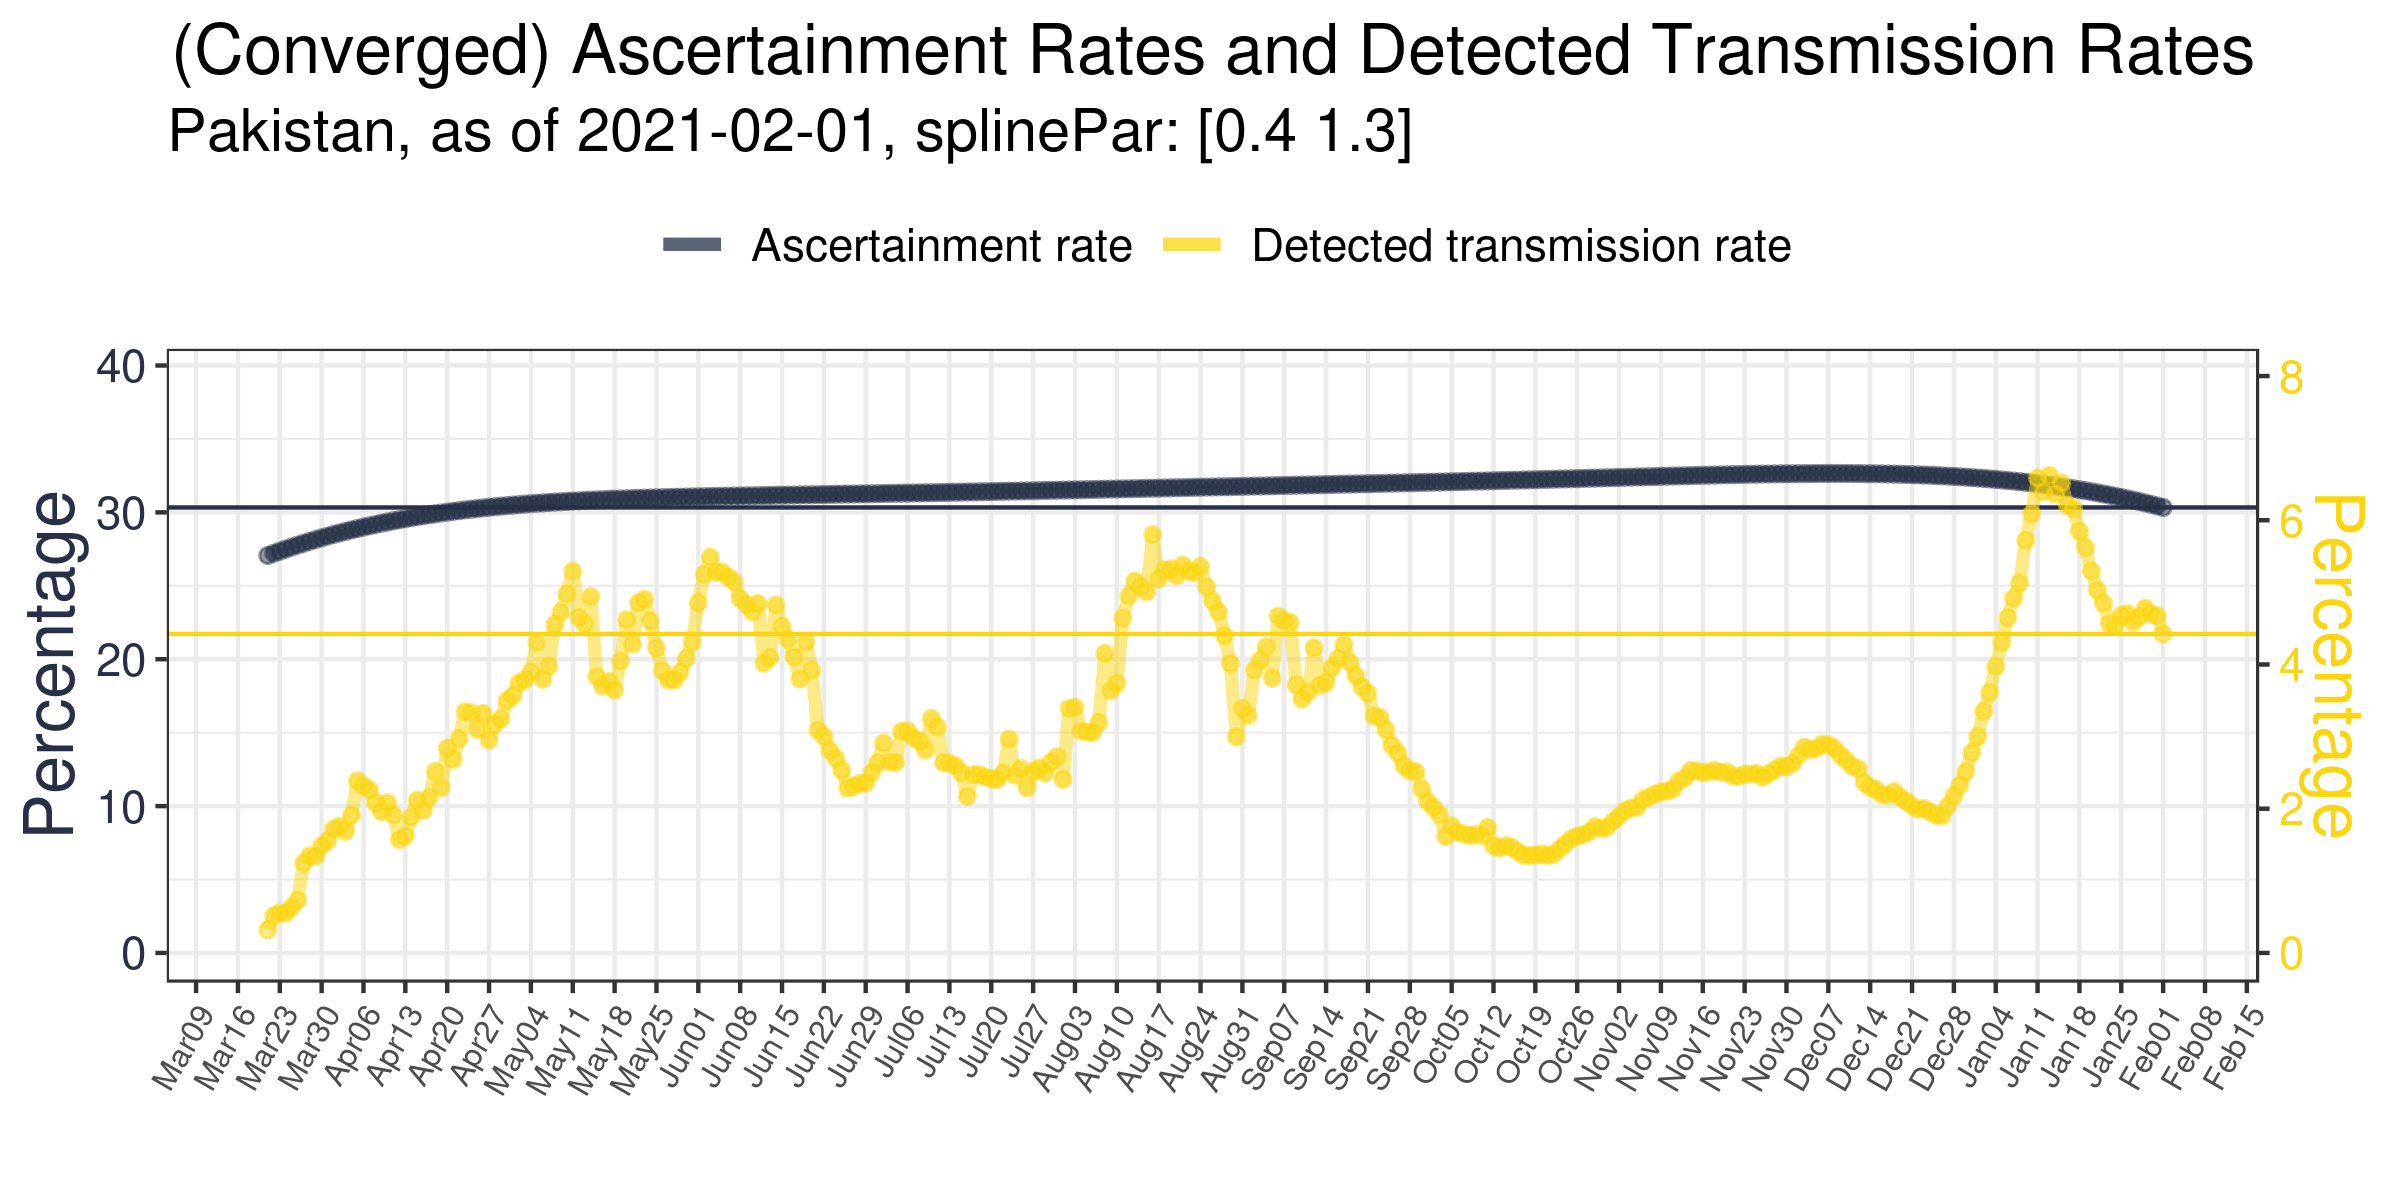 (Converged) Ascertainment Rates and Detected Transmission Rates
Pakistan, as of 2021-02-01, splinePar: [0.4 1.3]
Ascertainment rate Detected transmission rate
Percentage
40
30
20
10
0
8
6
4
2
0
Percentage
Mar09 Mar16 Mar23 Mar30 Apr06 Apr13 Apr20 Apr27 May04 May11 May18 May25 Jun01 Jun08 Jun15 Jun22 Jun29 Jul06 Jul13 Jul20 Jul27 Aug03 Aug10 Aug17 Aug24 Aug31 Sep07 Sep14 Sep21 Sep28 Oct05 Oct12 Oct19 Oct26 Nov02 Nov09 Nov16 Nov23 Nov30 Dec07 Dec14 Dec21 Dec28 Jan04 Jan11 Jan18 Jan25 Feb01 Feb08 Feb15